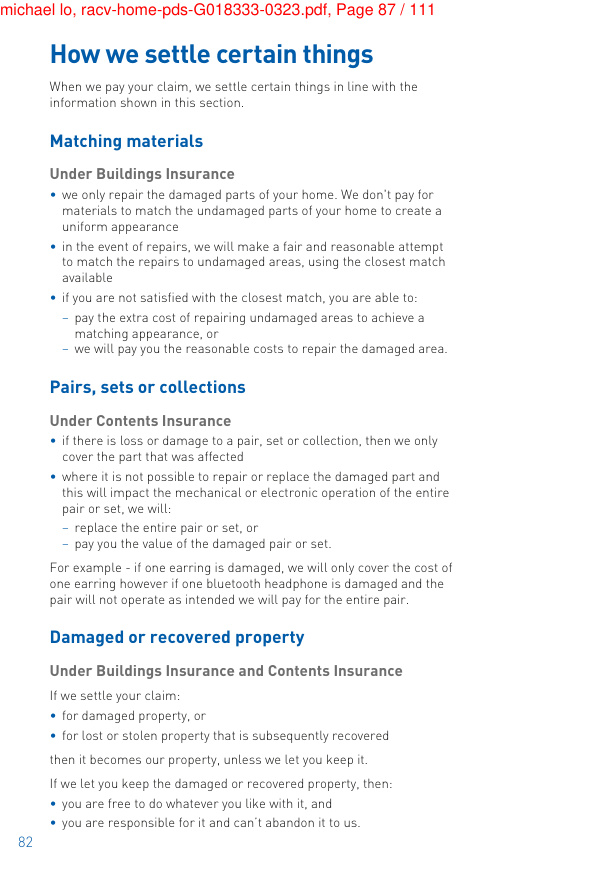 michael lo, racv-home-pds-G018333-0323.pdf, Page 87 / 111
How we settle certain things
When we pay your claim, we settle certain things in line with the
information shown in this section.
Matching materials
Under Buildings Insurance
• we only repair the damaged parts of your home. We don't pay for
materials to match the undamaged parts of your home to create a
uniform appearance
• in the event of repairs, we will make a fair and reasonable attempt
to match the repairs to undamaged areas, using the closest match
available
• if you are not satisfied with the closest match, you are able to:
– pay the extra cost of repairing undamaged areas to achieve a
matching appearance, or
– we will pay you the reasonable costs to repair the damaged area.
Pairs, sets or collections
Under Contents Insurance
• if there is loss or damage to a pair, set or collection, then we only
cover the part that was affected
• where it is not possible to repair or replace the damaged part and
this will impact the mechanical or electronic operation of the entire
pair or set, we will:
– replace the entire pair or set, or
– pay you the value of the damaged pair or set.
For example - if one earring is damaged, we will only cover the cost of
one earring however if one bluetooth headphone is damaged and the
pair will not operate as intended we will pay for the entire pair.
Damaged or recovered property
Under Buildings Insurance and Contents Insurance
If we settle your claim:
• for damaged property, or
• for lost or stolen property that is subsequently recovered
then it becomes our property, unless we let you keep it.
If we let you keep the damaged or recovered property, then:
• you are free to do whatever you like with it, and
• you are responsible for it and can't abandon it to us.
82